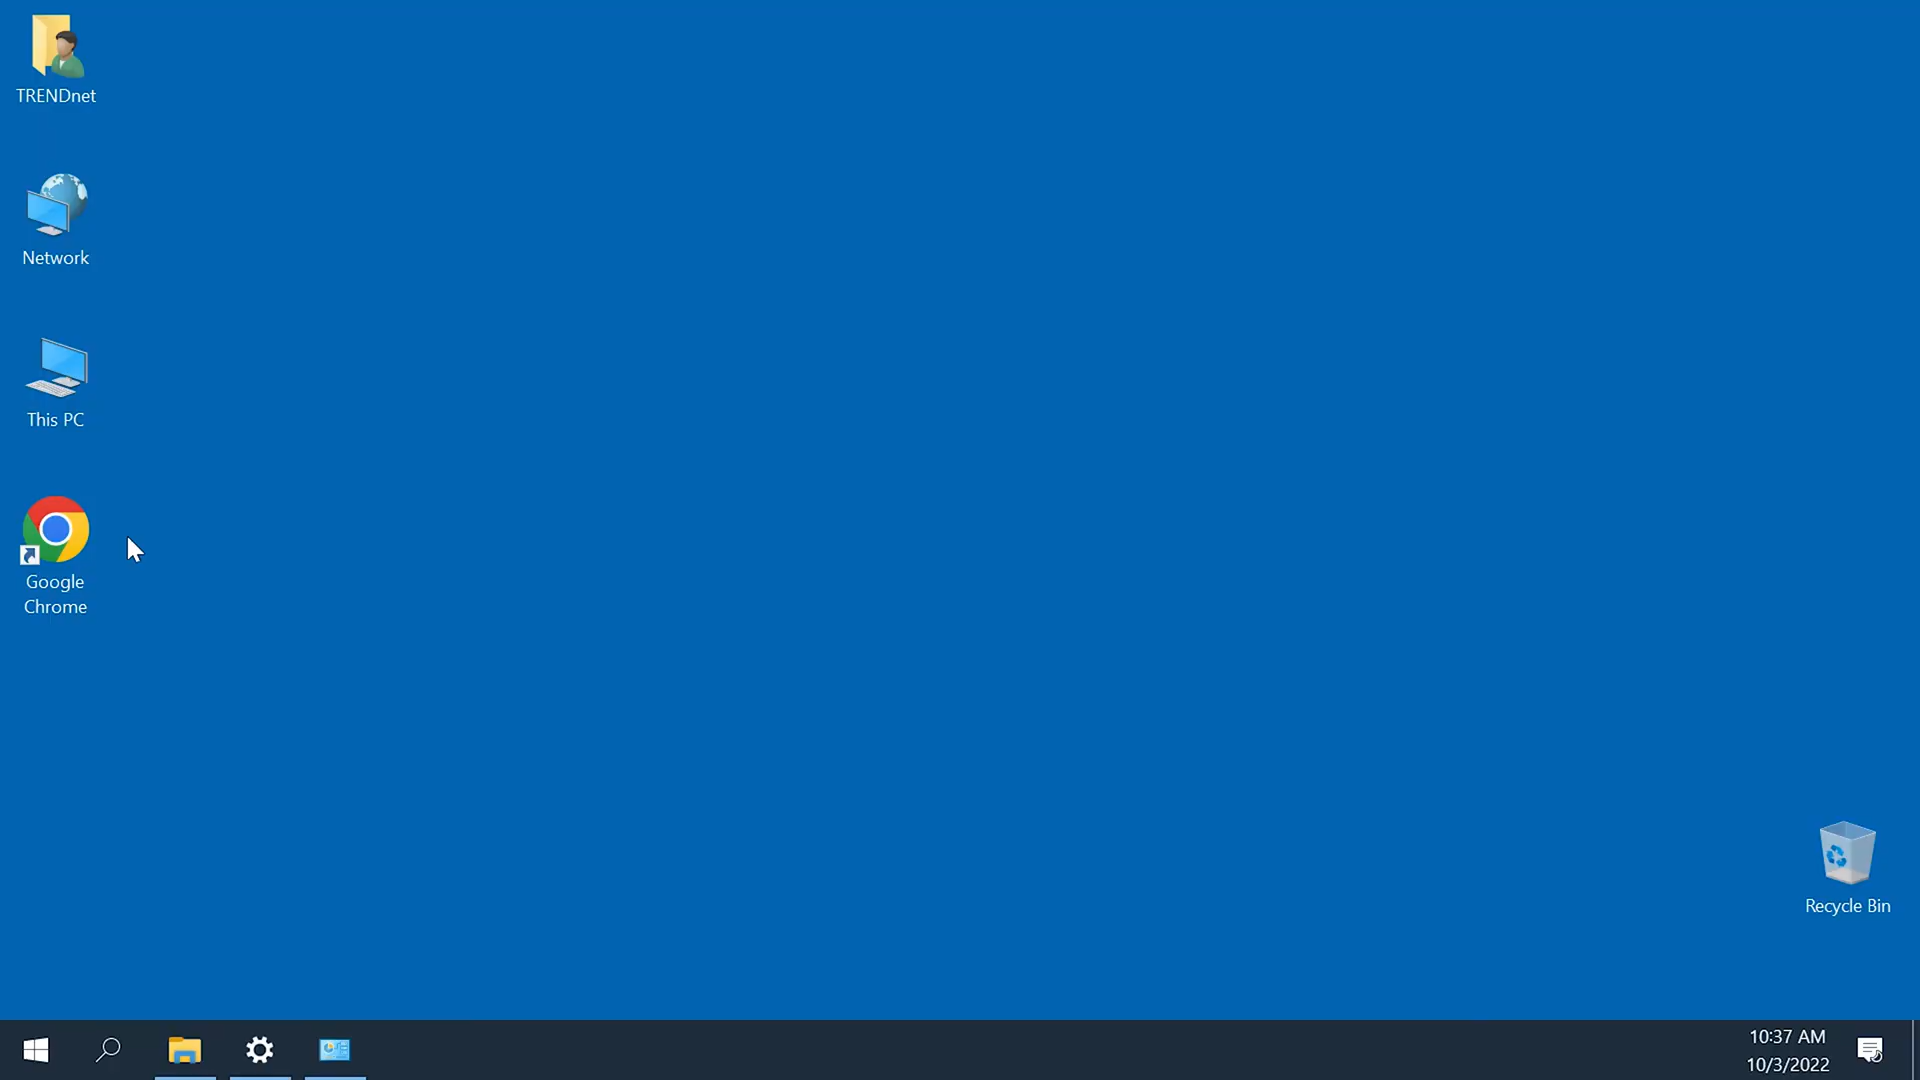 TRENDnet
Network
This PC
Google
Chrome
Recycle Bin
10:37 AM
10/3/2022